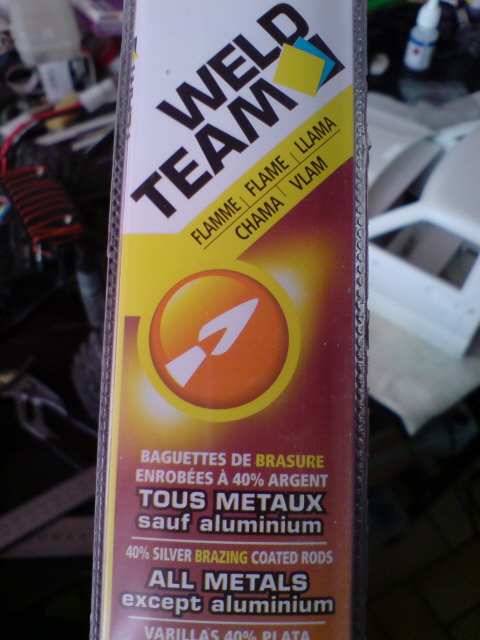 WELD
TEAM
FLAMME | FLAME | LLAMA
CHAMA | VLAM
BAGUETTES DE BRASURE
ENROBÉES À 40% ARGENT
TOUS METAUX
sauf aluminium
40% SILVER BRAZING COATED RODS
ALL METALS
except aluminium
VARILLAS 40% PLATA